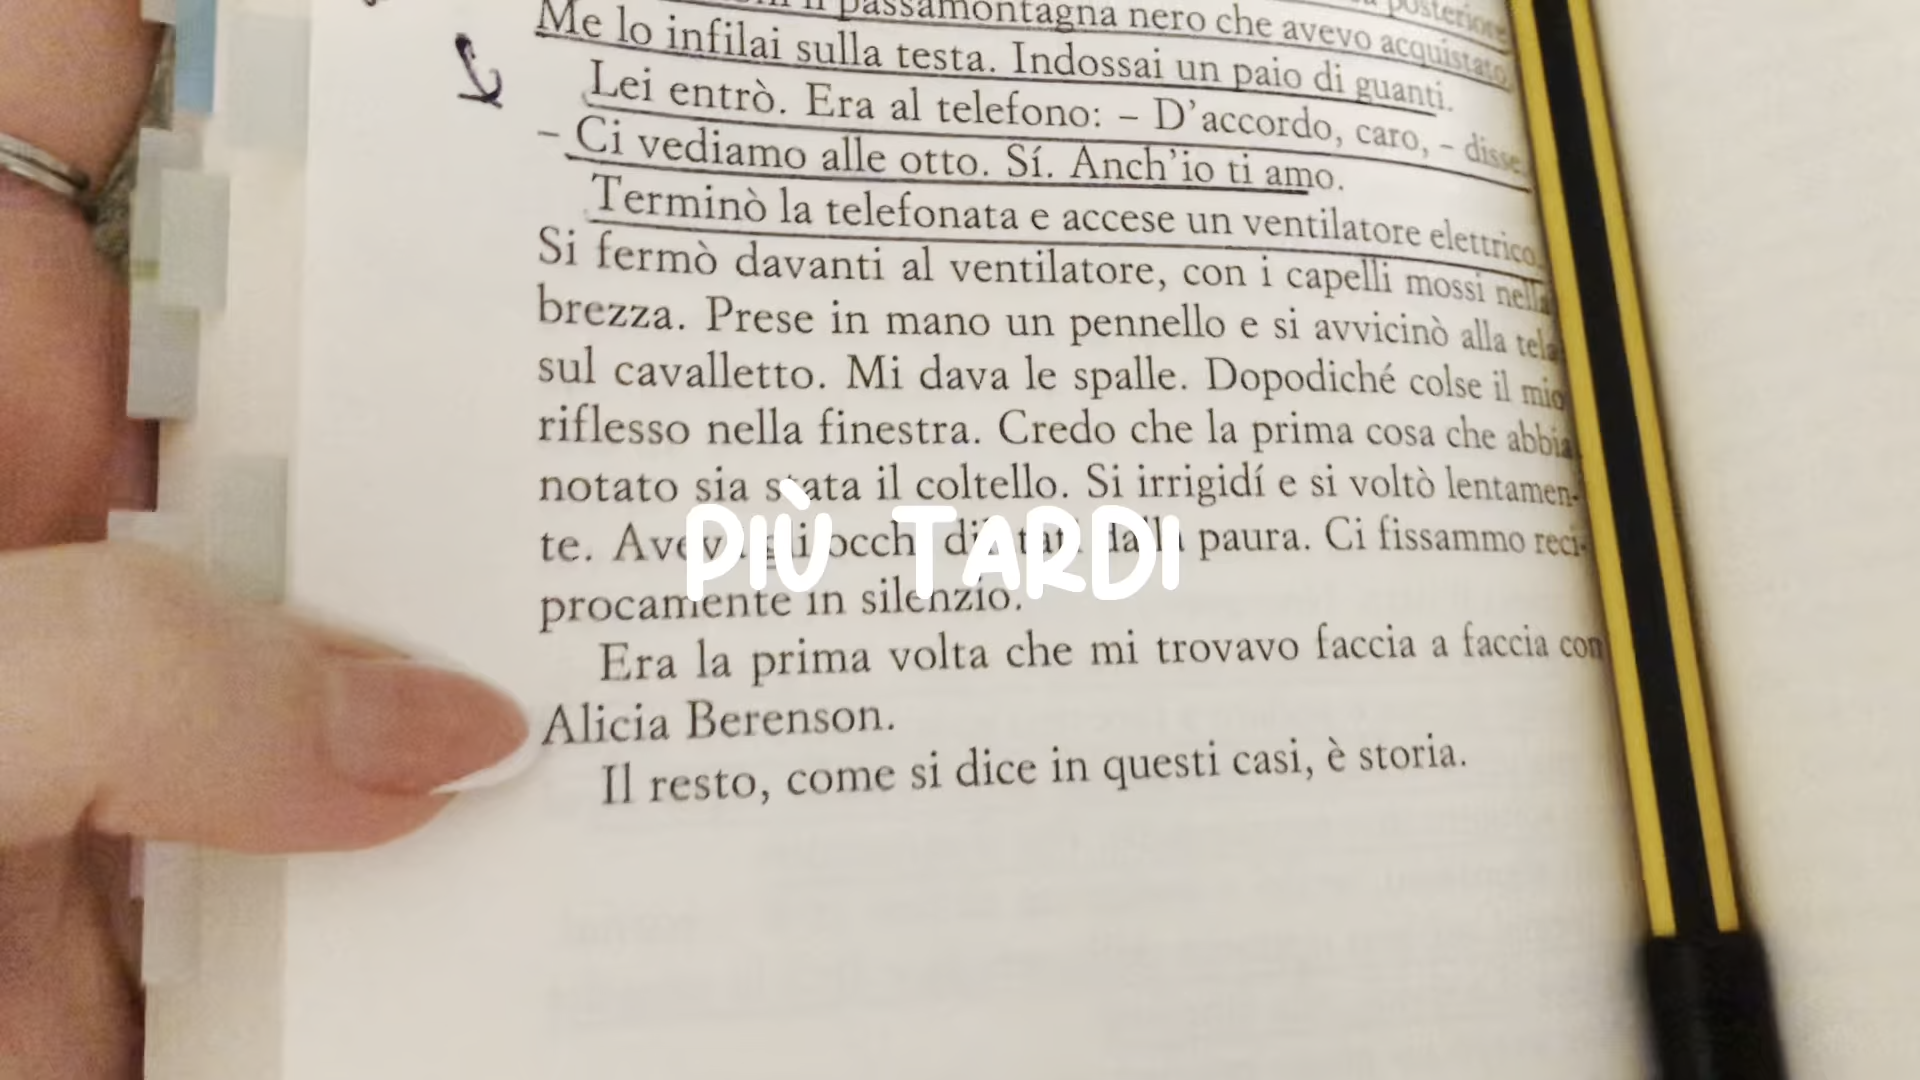 il passamontagna nero che avevo acquistato.
Me lo infilai sulla testa. Indossai un paio di guanti.
Lei entrò. Era al telefono: – D’accordo, caro, – disse.
– Ci vediamo alle otto. Sí. Anch’io ti amo.
Terminò la telefonata e accese un ventilatore elettrico.
Si fermò davanti al ventilatore, con i capelli mossi nella
brezza. Prese in mano un pennello e si avvicinò alla tela
sul cavalletto. Mi dava le spalle. Dopodiché colse il mio
riflesso nella finestra. Credo che la prima cosa che abbia
notato sia stata il coltello. Si irrigidí e si voltò lentamen-
te. Aveva gli occhi dilatati dalla paura. Ci fissammo reci-
PIÙ TARDI
procamente in silenzio.
Era la prima volta che mi trovavo faccia a faccia con
Alicia Berenson.
Il resto, come si dice in questi casi, è storia.